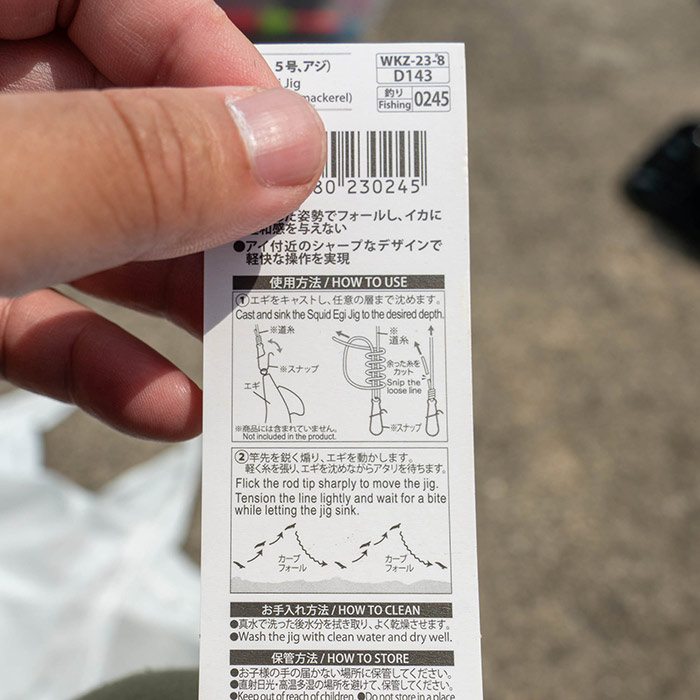 5号、アジ)
Jig
mackerel)
WKZ-23-8
D143
釣り
Fishing
0245
80 230245
姿勢でフォールし、イカに
和感を与えない
●アイ付近のシャープなデザインで
軽快な操作を実現
使用方法/HOW TO USE
①エギをキャストし、任意の層まで沈めます。
Cast and sink the Squid Egi Jig to the desired depth.
※道糸
※スナップ
エギ
※商品には含まれていません。
Not included in the product.
※
道糸
余った糸を
カット
Snip the
loose line
※スナップ
②竿先を鋭く煽り、エギを動かします。
軽く糸を張り、エギを沈めながらアタリを待ちます。
Flick the rod tip sharply to move the jig.
Tension the line lightly and wait for a bite
while letting the jig sink.
カーブ
フォール
カーブ
フォール
お手入れ方法/HOW TO CLEAN
●真水で洗った後水分を拭き取り、よく乾燥させます。
●Wash the jig with clean water and dry well.
保管方法/HOW TO STORE
●お子様の手の届かない場所に保管してください。
●直射日光・高温多湿の場所を避けて、保管してください。
●Keep out of reach of children. ●Do not store in a place